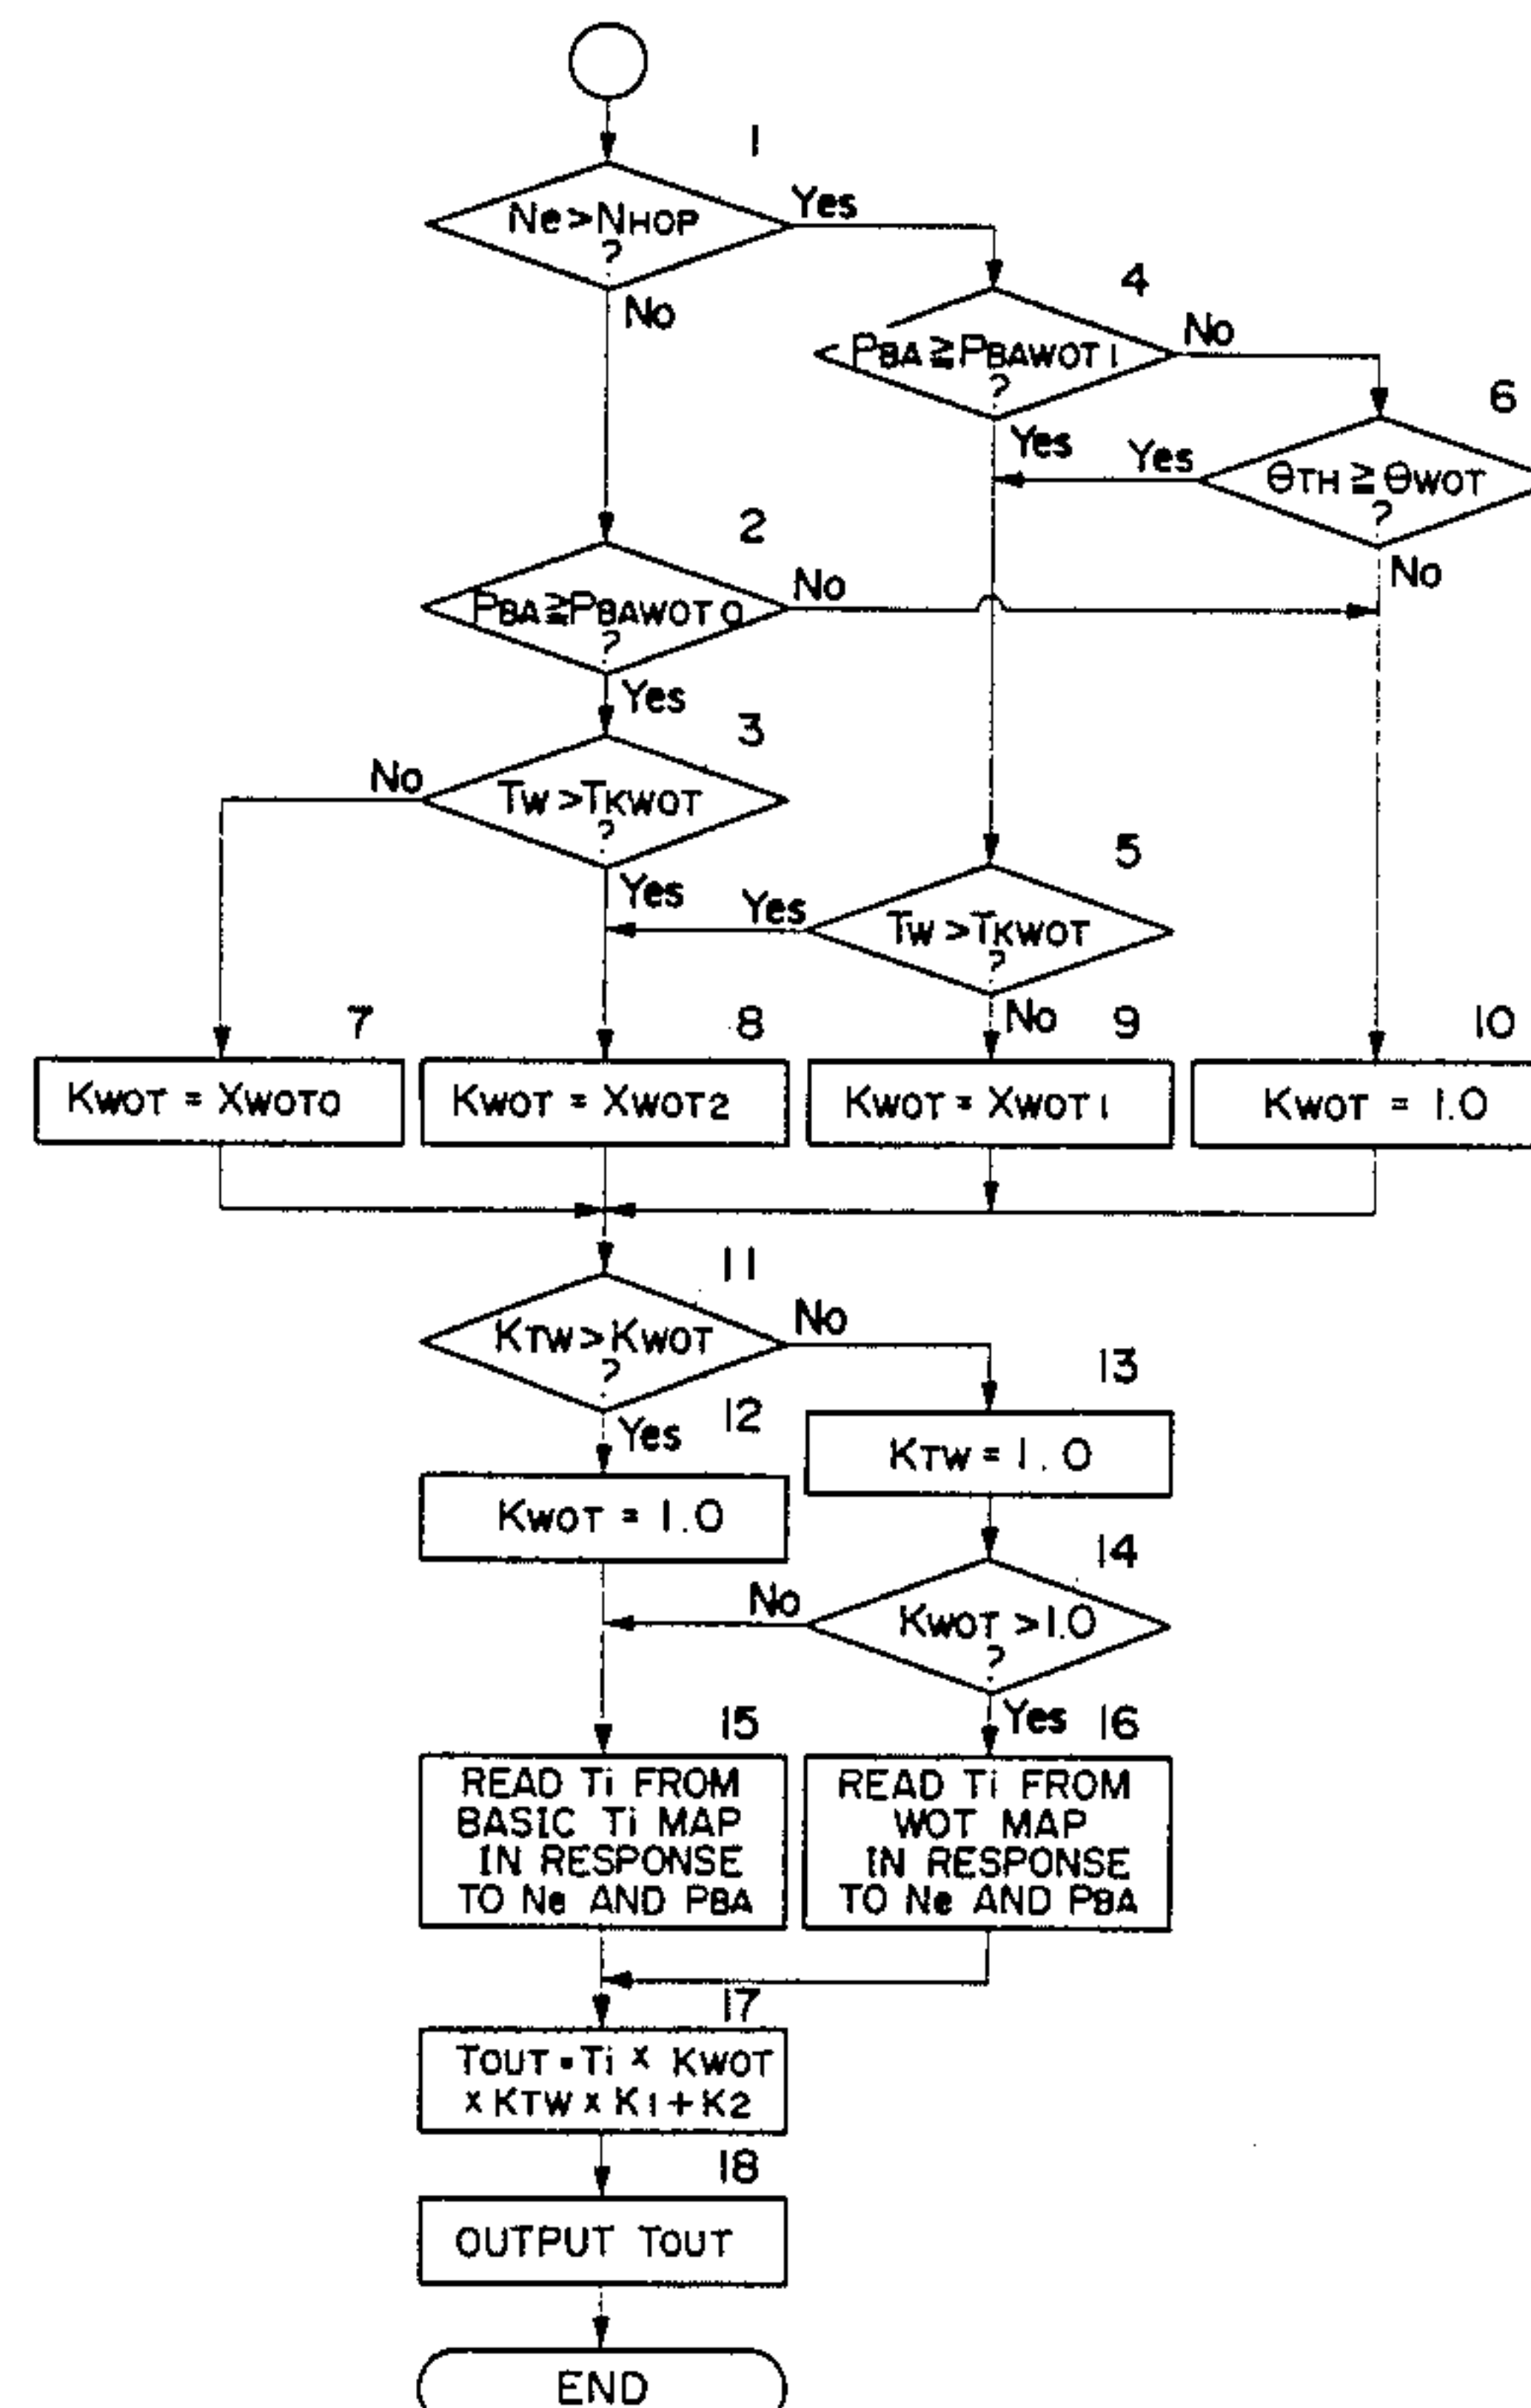 1
Ne>NHOP
?
Yes
No
4
PBA≧PBAWOT1
?
No
Yes
6
θTH≧θWOT
?
Yes
No
2
PBA≧PBAWOT0
?
No
Yes
3
TW>TKWOT
?
No
Yes
5
TW>TKWOT
?
Yes
No
7
KWOT = XWOT0
8
KWOT = XWOT2
9
KWOT = XWOT1
10
KWOT = 1.0
11
KTW>KWOT
?
No
Yes
12
KWOT = 1.0
13
KTW = 1.0
14
KWOT >1.0
?
No
Yes
15
READ Ti FROM
BASIC Ti MAP
IN RESPONSE
TO Ne AND PBA
16
READ Ti FROM
WOT MAP
IN RESPONSE
TO Ne AND PBA
17
TOUT = Ti × KWOT
× KTW × K1 + K2
18
OUTPUT TOUT
END